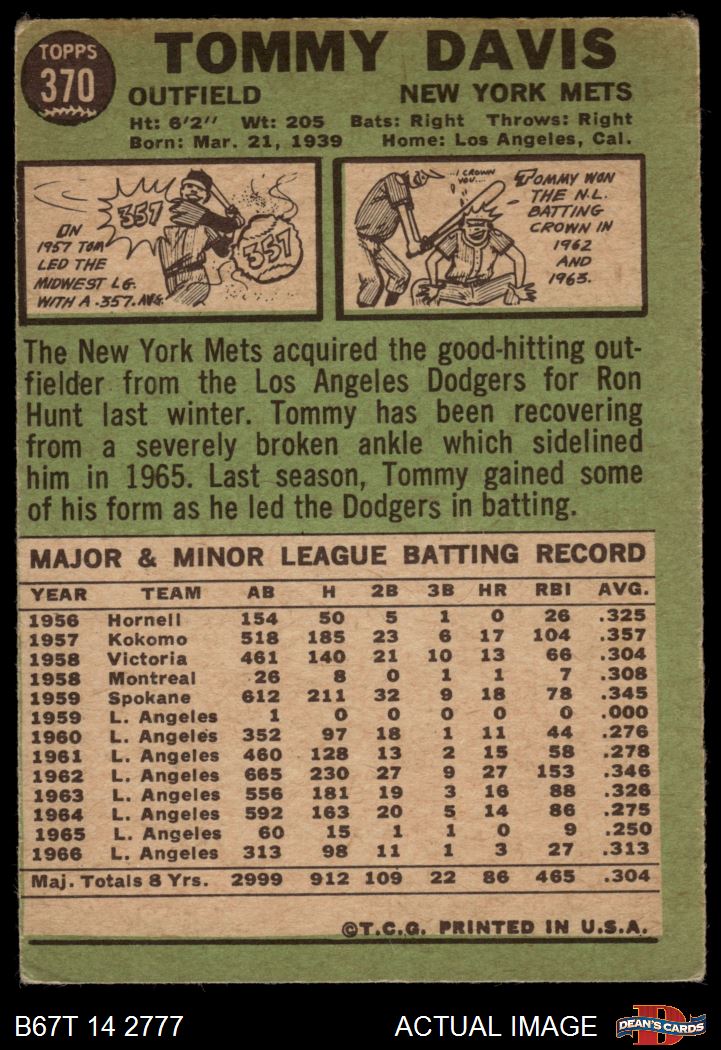 TOPPS
370
TOMMY DAVIS
OUTFIELD NEW YORK METS
Ht: 6'2" Wt: 205 Bats: Right Throws: Right
Born: Mar. 21, 1939 Home: Los Angeles, Cal.
357
357
IN
1957 TOM
LED THE
MIDWEST LG.
WITH A .357. AVG.
I CROWN
YOU...
TOMMY WON
THE N.L.
BATTING
CROWN IN
1962
AND
1963.
The New York Mets acquired the good-hitting out-
fielder from the Los Angeles Dodgers for Ron
Hunt last winter. Tommy has been recovering
from a severely broken ankle which sidelined
him in 1965. Last season, Tommy gained some
of his form as he led the Dodgers in batting.
MAJOR & MINOR LEAGUE BATTING RECORD
YEAR TEAM AB H 2B 3B HR RBI AVG.
1956 Hornell 154 50 5 1 0 26 .325
1957 Kokomo 518 185 23 6 17 104 .357
1958 Victoria 461 140 21 10 13 66 .304
1958 Montreal 26 8 0 1 1 7 .308
1959 Spokane 612 211 32 9 18 78 .345
1959 L. Angeles 1 0 0 0 0 0 .000
1960 L. Angeles 352 97 18 1 11 44 .276
1961 L. Angeles 460 128 13 2 15 58 .278
1962 L. Angeles 665 230 27 9 27 153 .346
1963 L. Angeles 556 181 19 3 16 88 .326
1964 L. Angeles 592 163 20 5 14 86 .275
1965 L. Angeles 60 15 1 1 0 9 .250
1966 L. Angeles 313 98 11 1 3 27 .313
Maj. Totals 8 Yrs. 2999 912 109 22 86 465 .304
©T.C.G. PRINTED IN U.S.A.
B67T 14 2777 ACTUAL IMAGE
D
DEAN'S CARDS